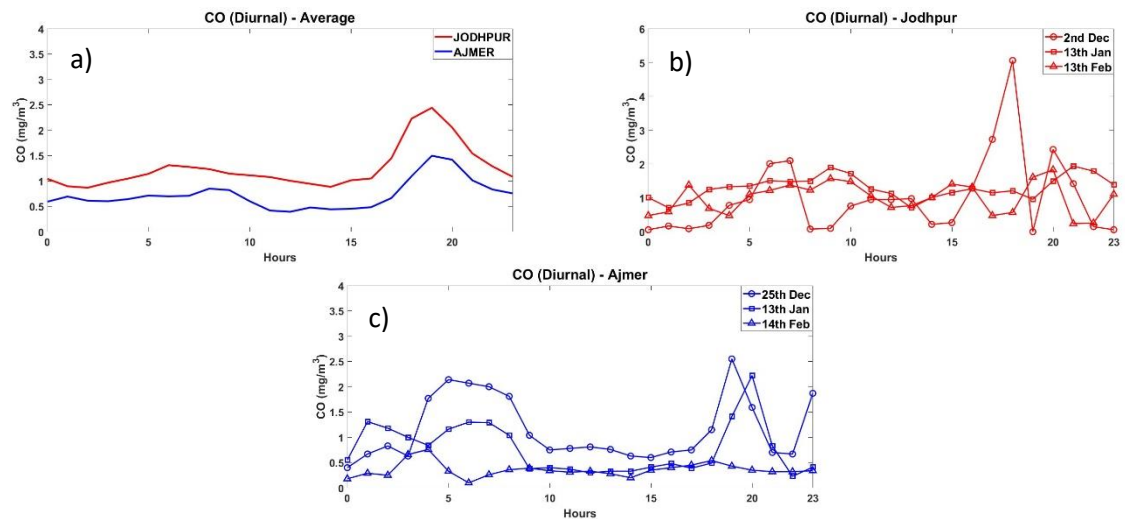 CO (Diurnal) - Average
a)
JODHPUR
AJMER
CO (mg/m³)
4
3.5
3
2.5
2
1.5
1
0.5
0
0 5 10 15 20
Hours
CO (Diurnal) - Jodhpur
b)
2nd Dec
13th Jan
13th Feb
CO (mg/m³)
6
5
4
3
2
1
0
0 5 10 15 20 23
Hours
CO (Diurnal) - Ajmer
c)
25th Dec
13th Jan
14th Feb
CO (mg/m³)
4
3.5
3
2.5
2
1.5
1
0.5
0
0 5 10 15 20 23
Hours